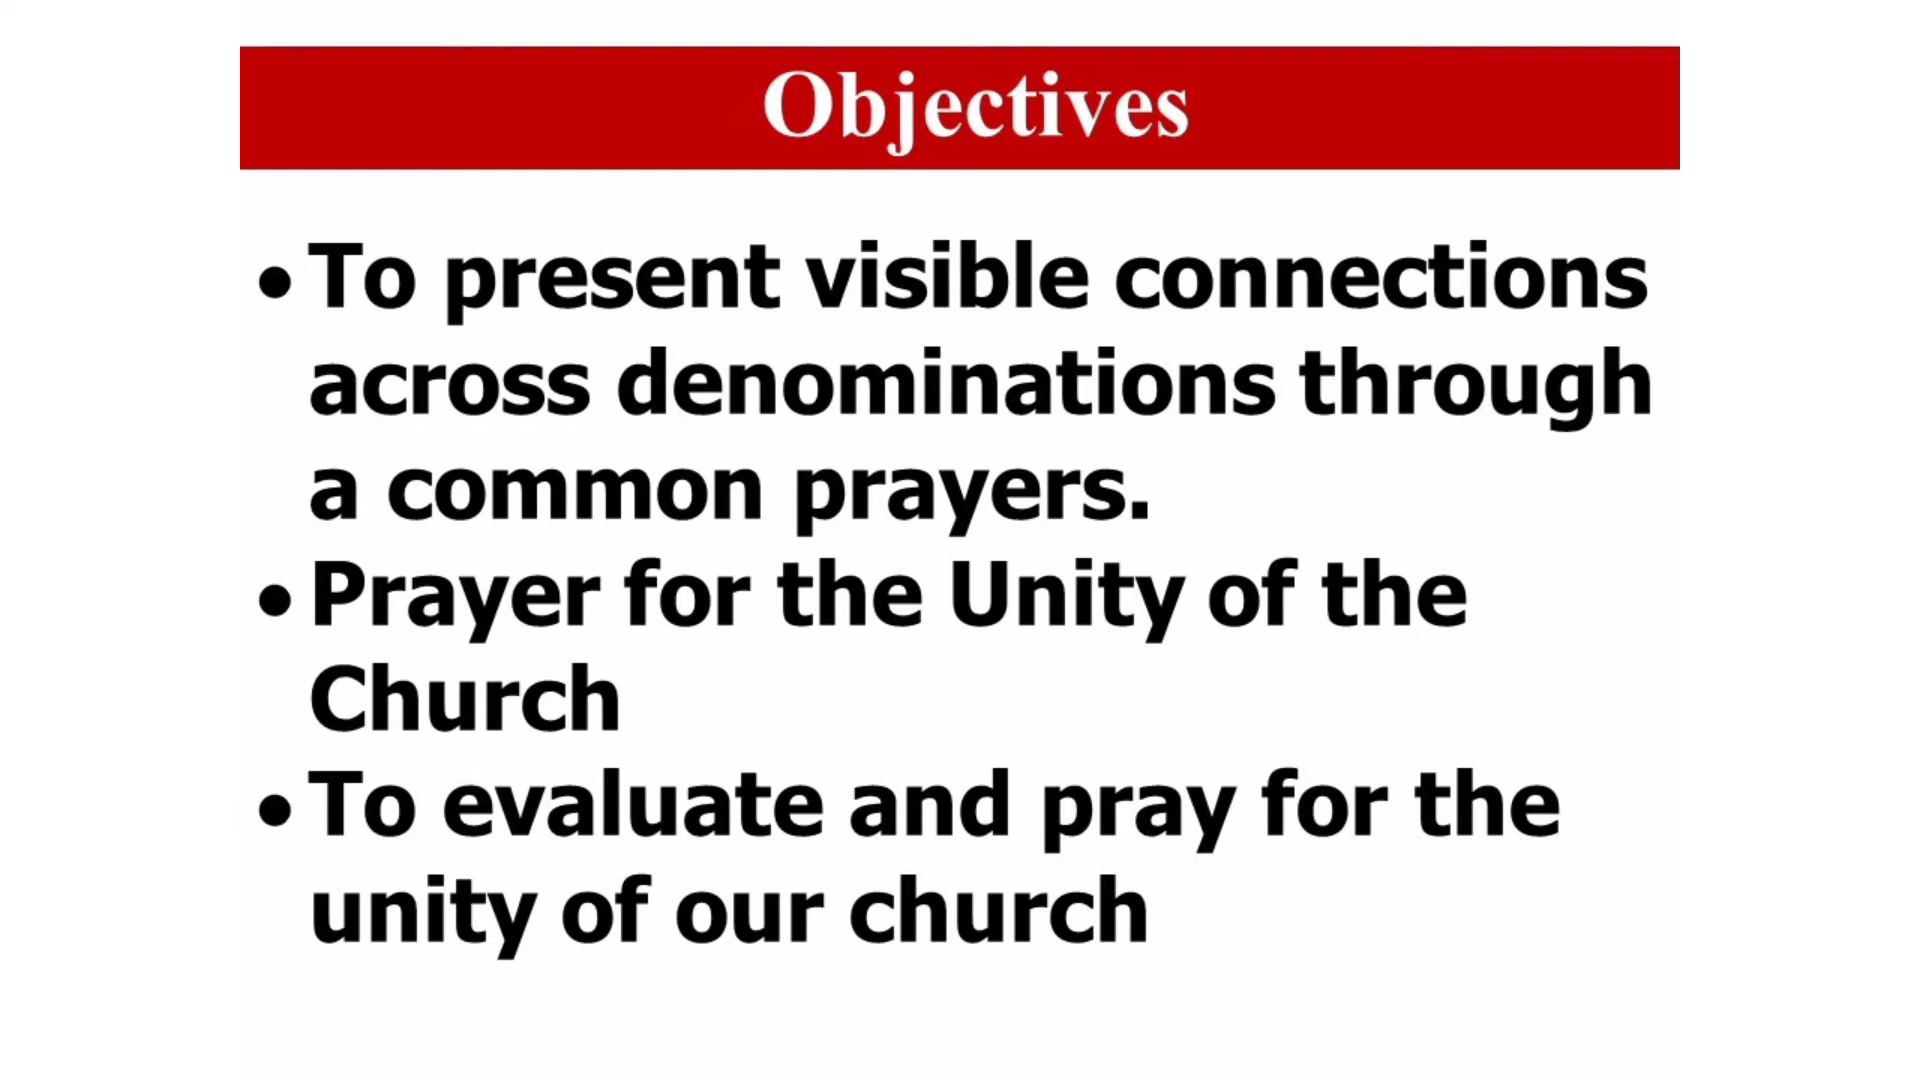 Objectives
• To present visible connections
across denominations through
a common prayers.
• Prayer for the Unity of the
Church
• To evaluate and pray for the
unity of our church